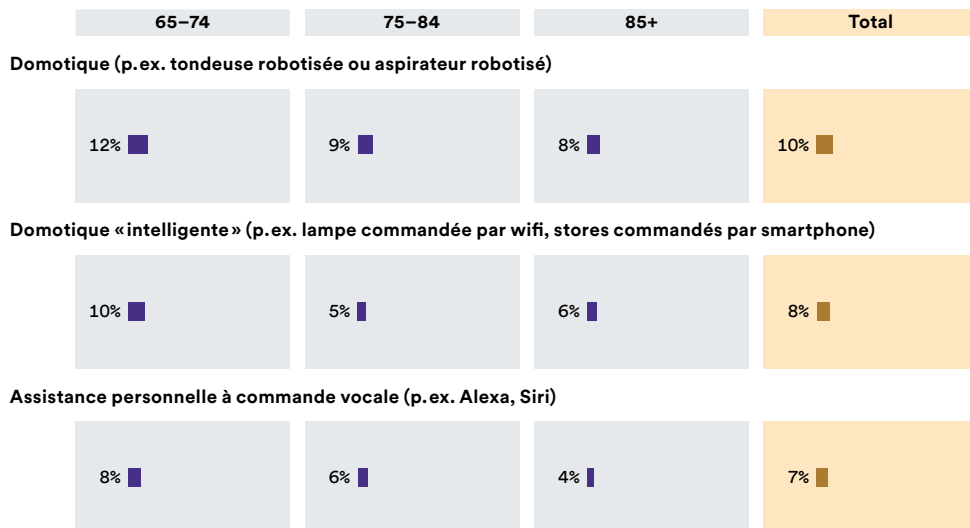 65–74 75–84 85+ Total
Domotique (p.ex. tondeuse robotisée ou aspirateur robotisé)
12% 9% 8% 10%
Domotique «intelligente» (p.ex. lampe commandée par wifi, stores commandés par smartphone)
10% 5% 6% 8%
Assistance personnelle à commande vocale (p.ex. Alexa, Siri)
8% 6% 4% 7%